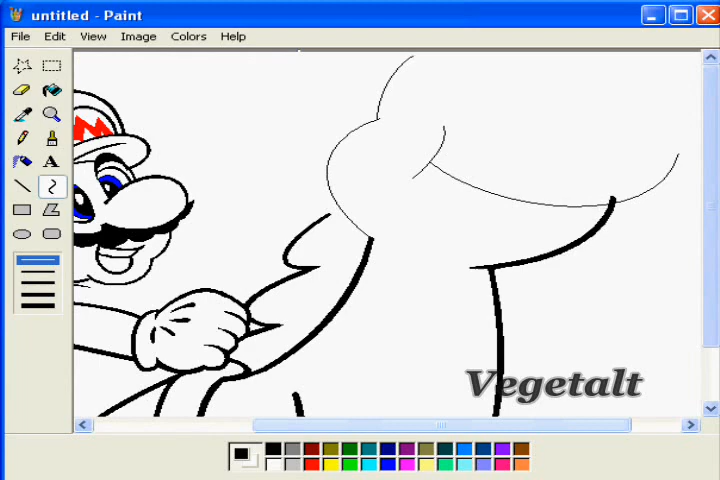 untitled - Paint
File Edit View Image Colors Help
M
A
Vegetalt